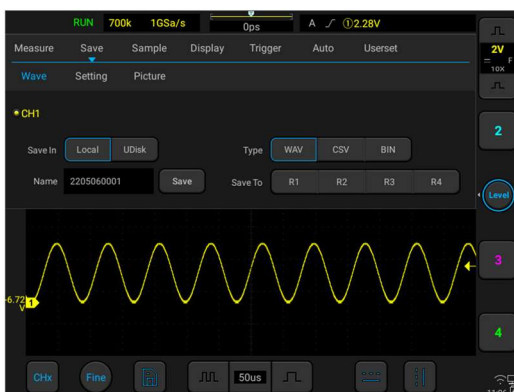 RUN 700k 1GSa/s 0ps A ①2.28V
Measure Save Sample Display Trigger Auto Userset
2V
F
10X
Wave Setting Picture
CH1
2
Save In Local UDisk Type WAV CSV BIN
Name 2205060001 Save Save To R1 R2 R3 R4
Level
3
-6.72
V
1
4
CHx Fine 50us